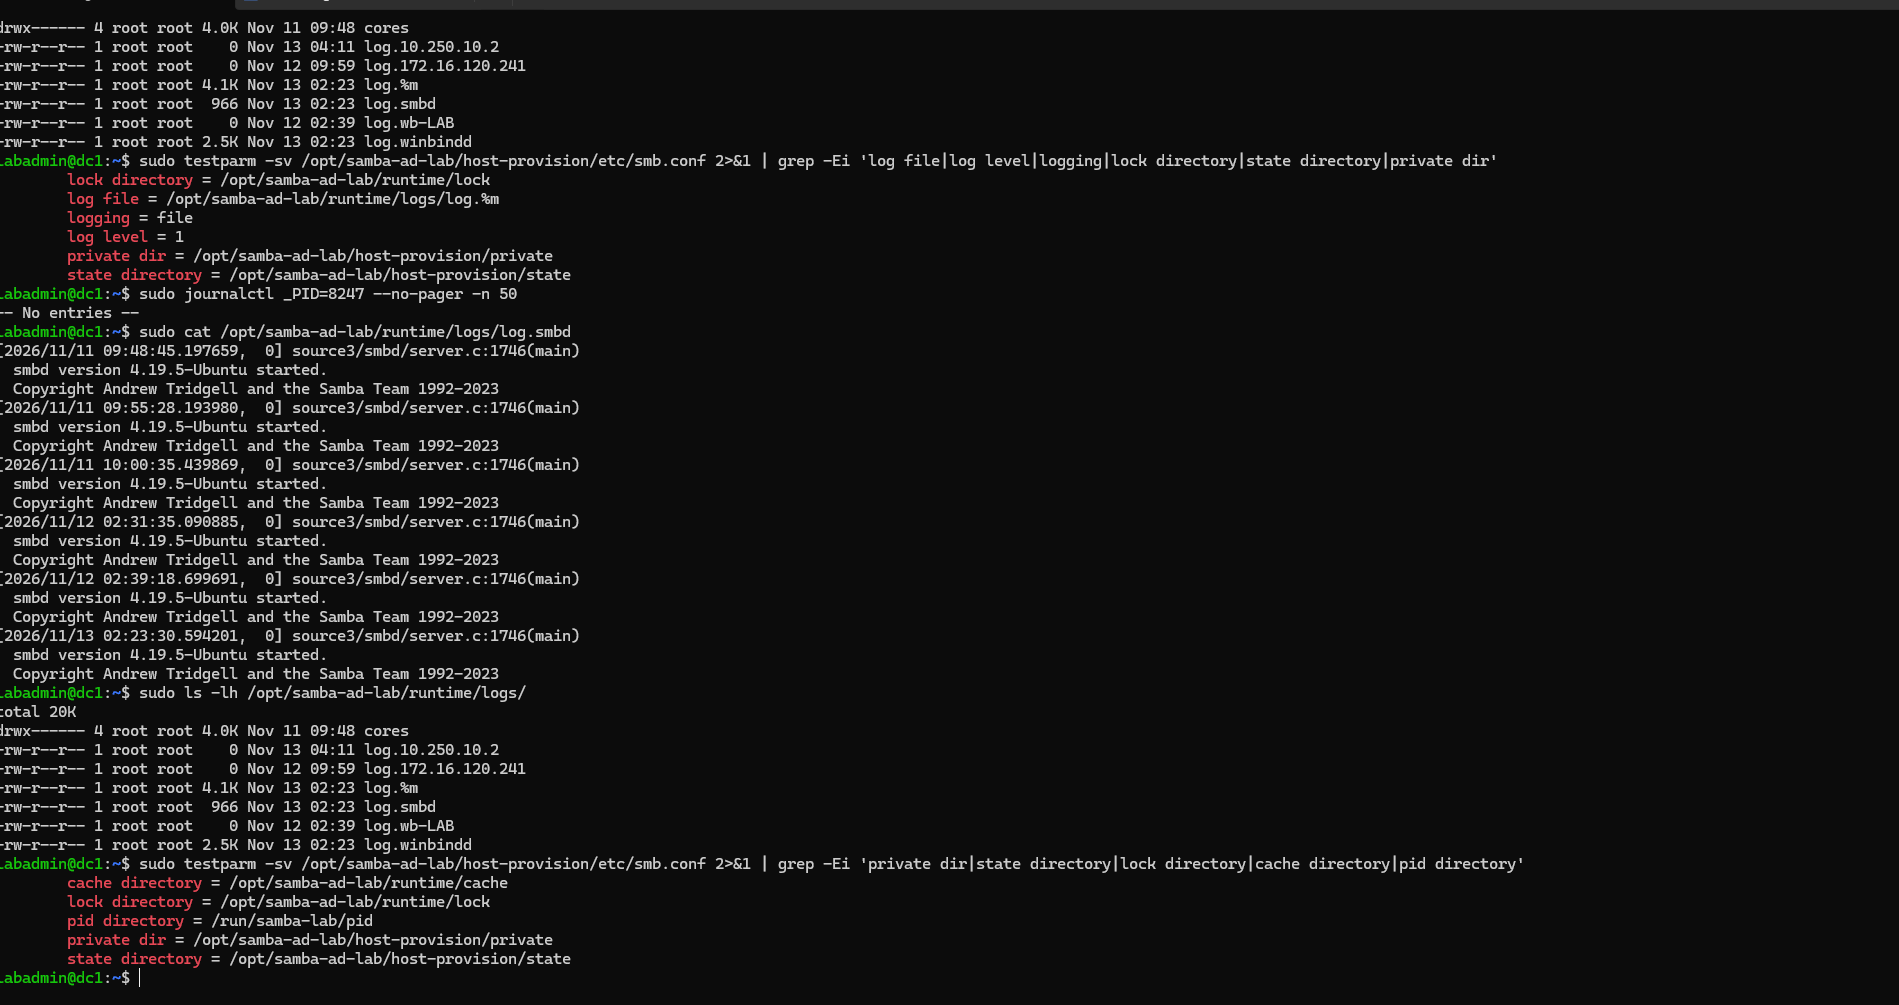 drwx------ 4 root root 4.0K Nov 11 09:48 cores
-rw-r--r-- 1 root root    0 Nov 13 04:11 log.10.250.10.2
-rw-r--r-- 1 root root    0 Nov 12 09:59 log.172.16.120.241
-rw-r--r-- 1 root root 4.1K Nov 13 02:23 log.%m
-rw-r--r-- 1 root root  966 Nov 13 02:23 log.smbd
-rw-r--r-- 1 root root    0 Nov 12 02:39 log.wb-LAB
-rw-r--r-- 1 root root 2.5K Nov 13 02:23 log.winbindd
labadmin@dc1:~$ sudo testparm -sv /opt/samba-ad-lab/host-provision/etc/smb.conf 2>&1 | grep -Ei 'log file|log level|logging|lock directory|state directory|private dir'
        lock directory = /opt/samba-ad-lab/runtime/lock
        log file = /opt/samba-ad-lab/runtime/logs/log.%m
        logging = file
        log level = 1
        private dir = /opt/samba-ad-lab/host-provision/private
        state directory = /opt/samba-ad-lab/host-provision/state
labadmin@dc1:~$ sudo journalctl _PID=8247 --no-pager -n 50
-- No entries --
labadmin@dc1:~$ sudo cat /opt/samba-ad-lab/runtime/logs/log.smbd
[2026/11/11 09:48:45.197659,  0] source3/smbd/server.c:1746(main)
  smbd version 4.19.5-Ubuntu started.
  Copyright Andrew Tridgell and the Samba Team 1992-2023
[2026/11/11 09:55:28.193980,  0] source3/smbd/server.c:1746(main)
  smbd version 4.19.5-Ubuntu started.
  Copyright Andrew Tridgell and the Samba Team 1992-2023
[2026/11/11 10:00:35.439869,  0] source3/smbd/server.c:1746(main)
  smbd version 4.19.5-Ubuntu started.
  Copyright Andrew Tridgell and the Samba Team 1992-2023
[2026/11/12 02:31:35.090885,  0] source3/smbd/server.c:1746(main)
  smbd version 4.19.5-Ubuntu started.
  Copyright Andrew Tridgell and the Samba Team 1992-2023
[2026/11/12 02:39:18.699691,  0] source3/smbd/server.c:1746(main)
  smbd version 4.19.5-Ubuntu started.
  Copyright Andrew Tridgell and the Samba Team 1992-2023
[2026/11/13 02:23:30.594201,  0] source3/smbd/server.c:1746(main)
  smbd version 4.19.5-Ubuntu started.
  Copyright Andrew Tridgell and the Samba Team 1992-2023
labadmin@dc1:~$ sudo ls -lh /opt/samba-ad-lab/runtime/logs/
total 20K
drwx------ 4 root root 4.0K Nov 11 09:48 cores
-rw-r--r-- 1 root root    0 Nov 13 04:11 log.10.250.10.2
-rw-r--r-- 1 root root    0 Nov 12 09:59 log.172.16.120.241
-rw-r--r-- 1 root root 4.1K Nov 13 02:23 log.%m
-rw-r--r-- 1 root root  966 Nov 13 02:23 log.smbd
-rw-r--r-- 1 root root    0 Nov 12 02:39 log.wb-LAB
-rw-r--r-- 1 root root 2.5K Nov 13 02:23 log.winbindd
labadmin@dc1:~$ sudo testparm -sv /opt/samba-ad-lab/host-provision/etc/smb.conf 2>&1 | grep -Ei 'private dir|state directory|lock directory|cache directory|pid directory'
        cache directory = /opt/samba-ad-lab/runtime/cache
        lock directory = /opt/samba-ad-lab/runtime/lock
        pid directory = /run/samba-lab/pid
        private dir = /opt/samba-ad-lab/host-provision/private
        state directory = /opt/samba-ad-lab/host-provision/state
labadmin@dc1:~$